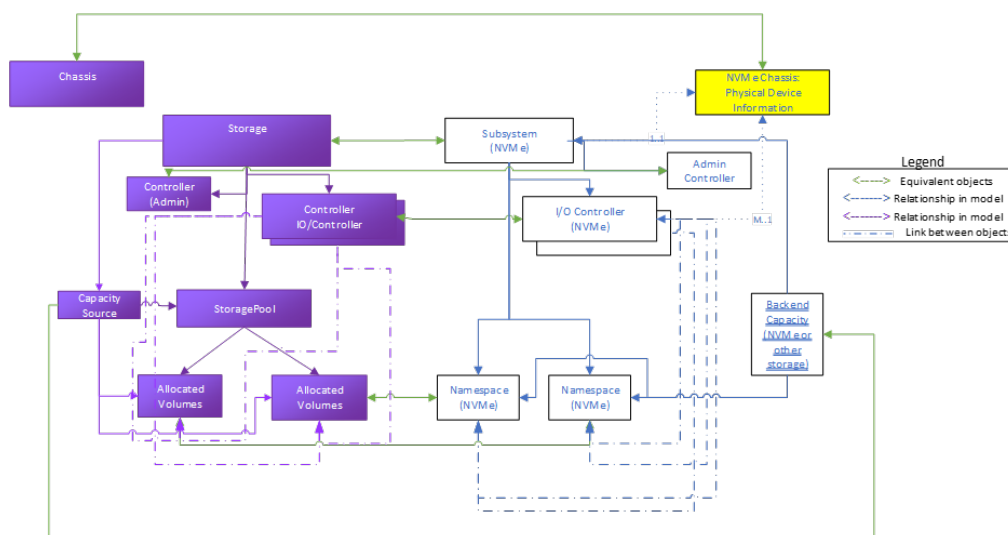 Chassis
NVMe Chassis:
Physical Device
Information
Storage
Subsystem
(NVMe)
1..1
Admin
Controller
Legend
Equivalent objects
Relationship in model
Relationship in model
Link between objects
Controller
(Admin)
Controller
IO/Controller
I/O Controller
(NVMe)
M..1
Capacity
Source
StoragePool
Backend
Capacity
(NVMe or
other
storage)
Allocated
Volumes
Allocated
Volumes
Namespace
(NVMe)
Namespace
(NVMe)